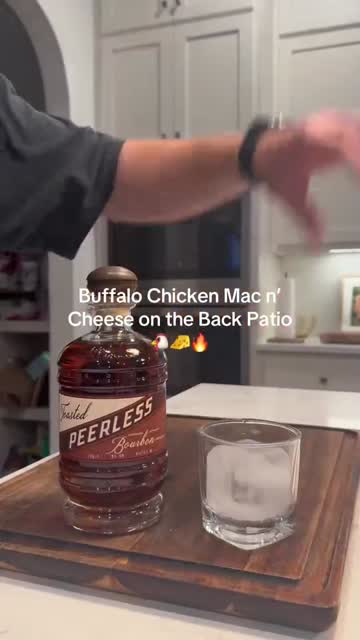 Buffalo Chicken Mac n’
Cheese on the Back Patio
🐔🧀🔥
Toasted
PEERLESS
Bourbon